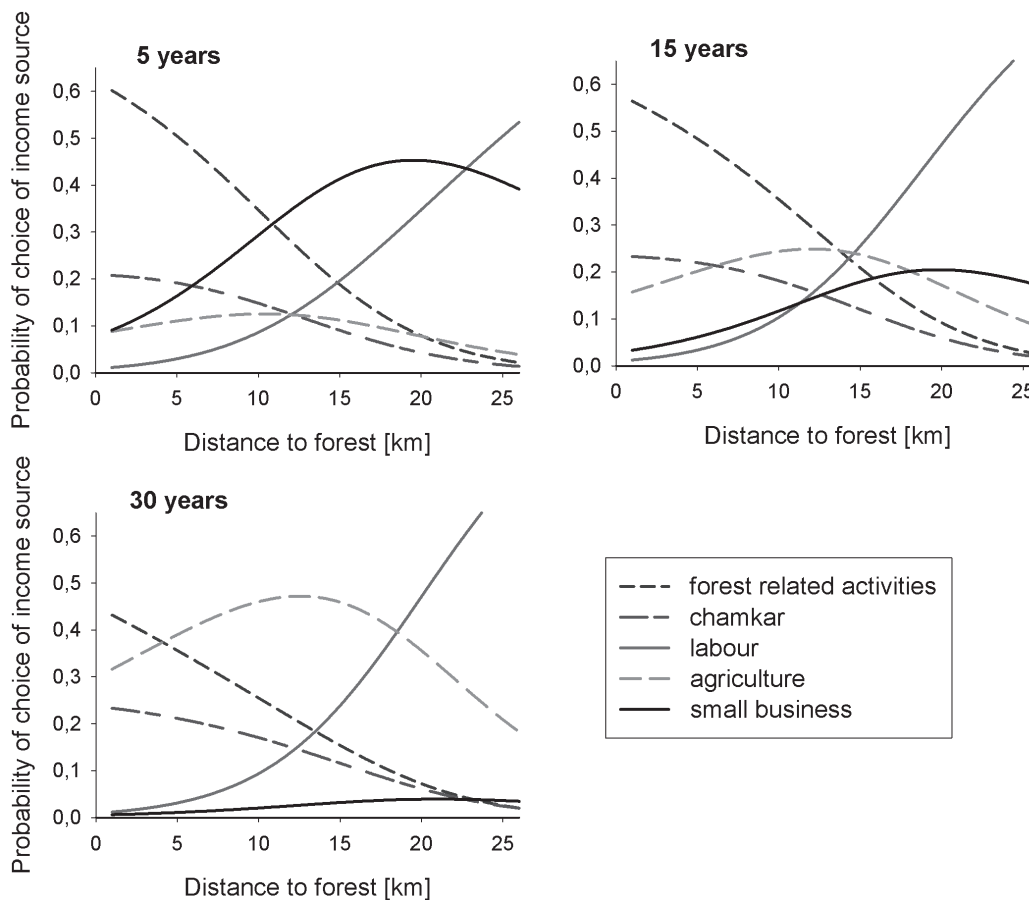 5 years
Probability of choice of income source
0,6
0,5
0,4
0,3
0,2
0,1
0,0
0 5 10 15 20 25
Distance to forest [km]
15 years
0,6
0,5
0,4
0,3
0,2
0,1
0,0
0 5 10 15 20 25
Distance to forest [km]
30 years
Probability of choice of income source
0,6
0,5
0,4
0,3
0,2
0,1
0,0
0 5 10 15 20 25
Distance to forest [km]
forest related activities
chamkar
labour
agriculture
small business